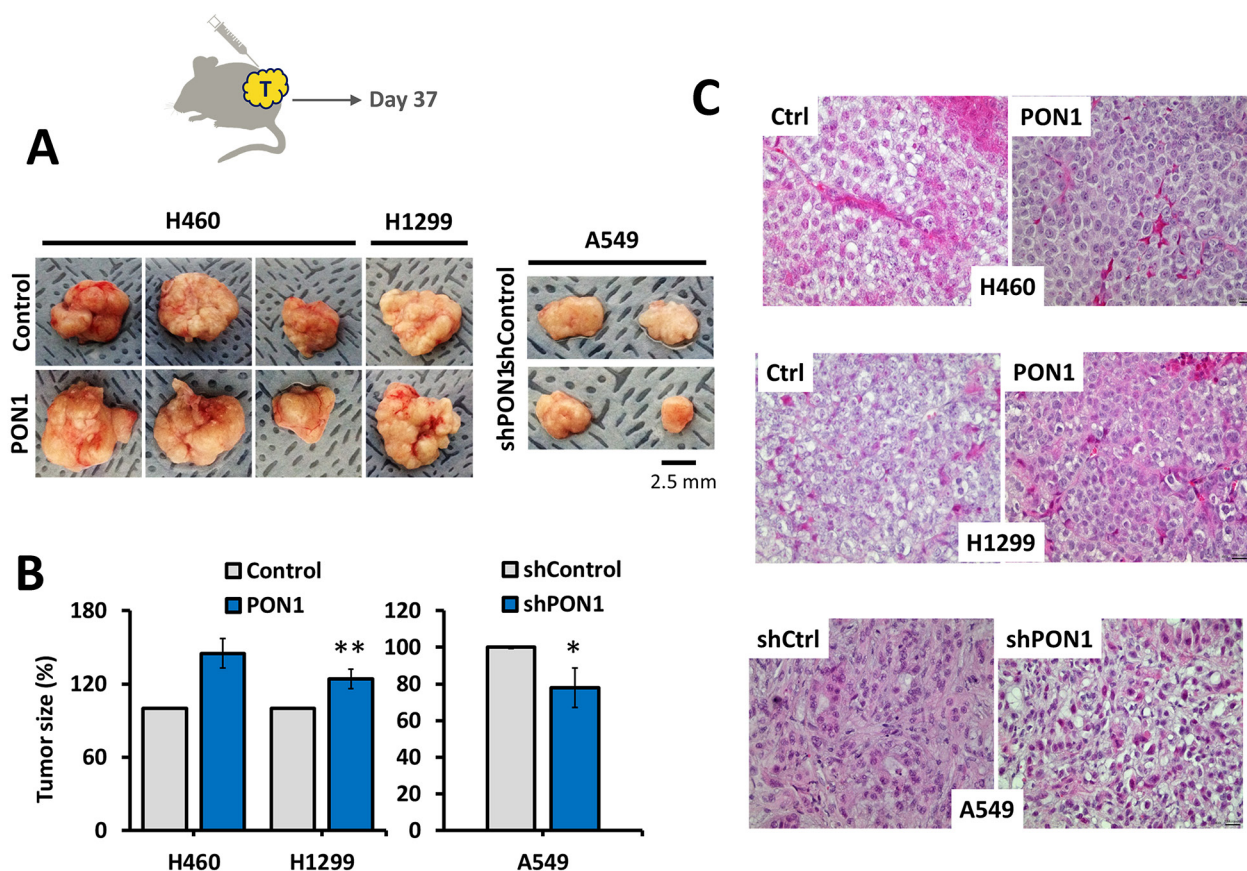 T
Day 37
A
H460
H1299
A549
Control
PON1
shControl
shPON1
2.5 mm
B
Control
PON1
shControl
shPON1
Tumor size (%)
180
120
60
0
**
H460
H1299
120
100
80
60
40
20
0
*
A549
C
Ctrl
PON1
H460
Ctrl
PON1
H1299
shCtrl
shPON1
A549